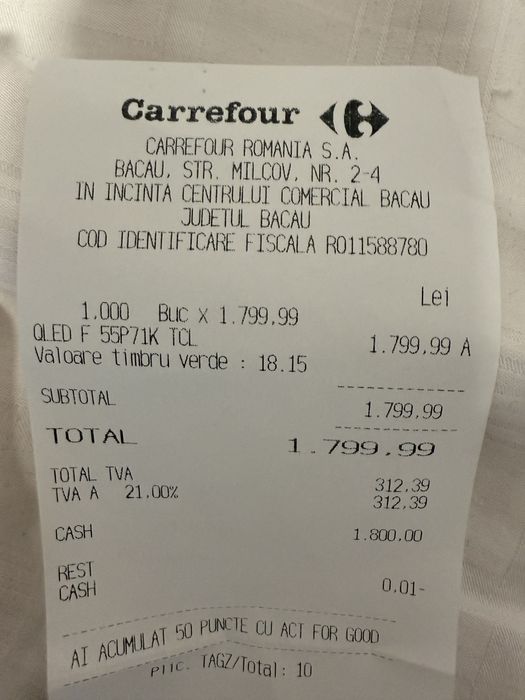 Carrefour
CARREFOUR ROMANIA S.A.
BACAU, STR. MILCOV, NR. 2-4
IN INCINTA CENTRULUI COMERCIAL BACAU
JUDETUL BACAU
COD IDENTIFICARE FISCALA RO11588780
Lei
1.000 Buc X 1.799,99
QLED F 55P71K TCL 1.799,99 A
Valoare timbru verde : 18.15
SUBTOTAL 1.799,99
TOTAL 1.799,99
TOTAL TVA 312,39
TVA A 21.00% 312,39
CASH 1.800,00
REST
CASH 0,01-
AI ACUMULAT 50 PUNCTE CU ACT FOR GOOD
TAGZ/Total: 10